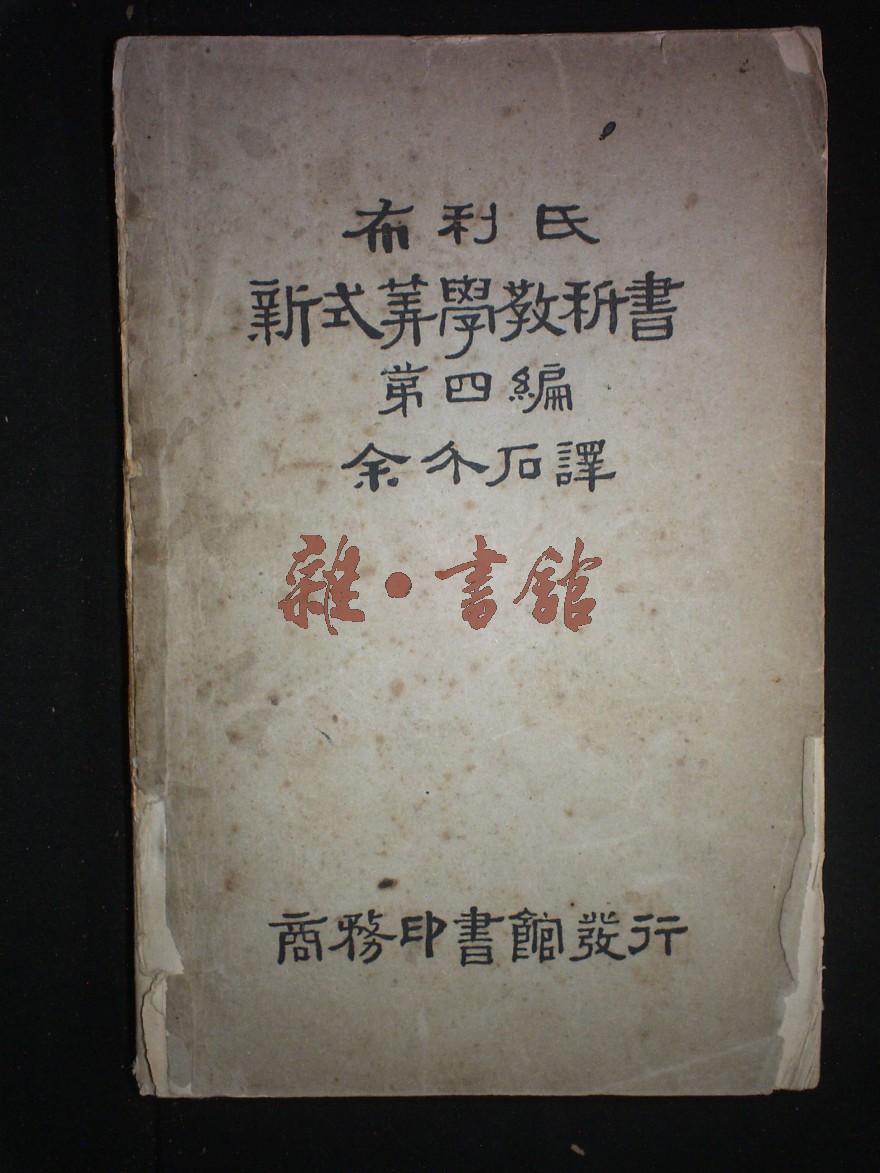 布利氏
新式算學教科書
第四編
余介石譯
雜·書館
商務印書館發行